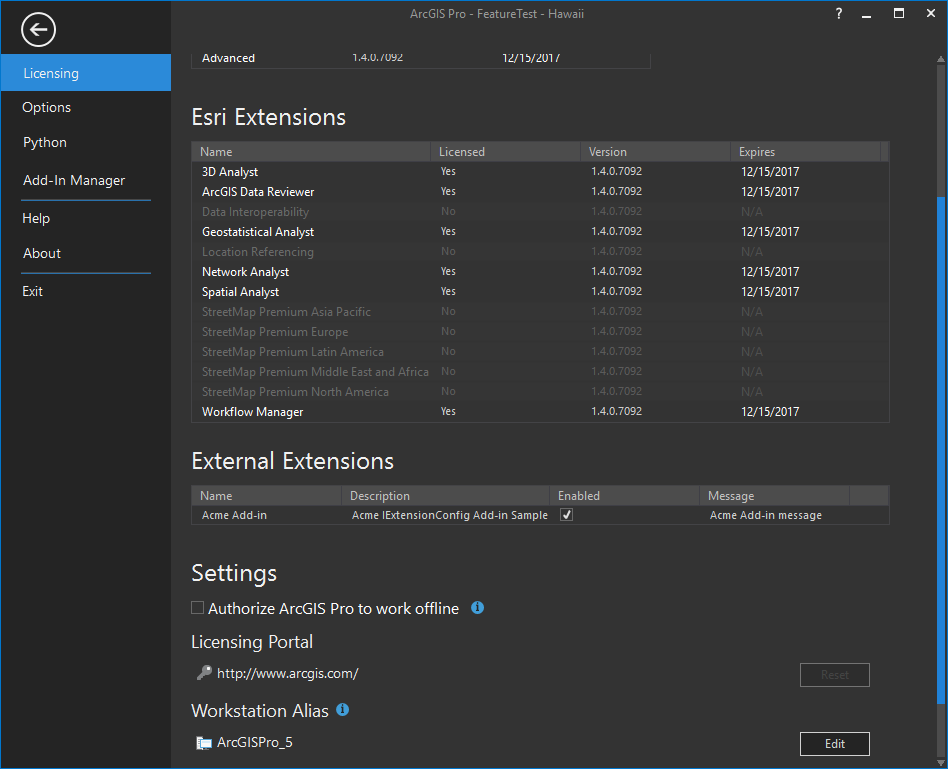 ArcGIS Pro - FeatureTest - Hawaii
?
Licensing
Options
Python
Add-In Manager
Help
About
Exit
Advanced 1.4.0.7092 12/15/2017
Esri Extensions
Name Licensed Version Expires
3D Analyst Yes 1.4.0.7092 12/15/2017
ArcGIS Data Reviewer Yes 1.4.0.7092 12/15/2017
Data Interoperability No 1.4.0.7092 N/A
Geostatistical Analyst Yes 1.4.0.7092 12/15/2017
Location Referencing No 1.4.0.7092 N/A
Network Analyst Yes 1.4.0.7092 12/15/2017
Spatial Analyst Yes 1.4.0.7092 12/15/2017
StreetMap Premium Asia Pacific No 1.4.0.7092 N/A
StreetMap Premium Europe No 1.4.0.7092 N/A
StreetMap Premium Latin America No 1.4.0.7092 N/A
StreetMap Premium Middle East and Africa No 1.4.0.7092 N/A
StreetMap Premium North America No 1.4.0.7092 N/A
Workflow Manager Yes 1.4.0.7092 12/15/2017
External Extensions
Name Description Enabled Message
Acme Add-in Acme IExtensionConfig Add-in Sample Acme Add-in message
Settings
Authorize ArcGIS Pro to work offline
Licensing Portal
http://www.arcgis.com/ Reset
Workstation Alias
ArcGISPro_5 Edit